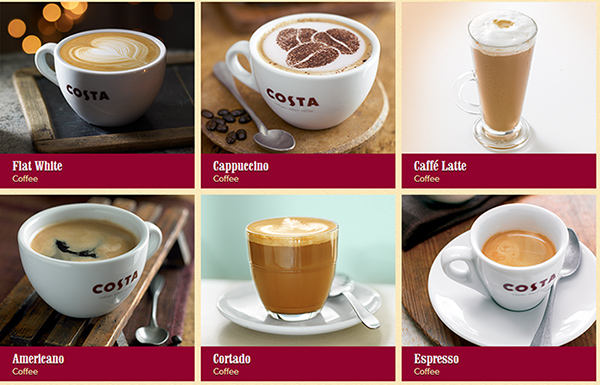 COSTA
COSTA
Flat White
Coffee
Cappuccino
Coffee
Caffé Latte
Coffee
COSTA
COSTA
Americano
Coffee
Cortado
Coffee
Espresso
Coffee